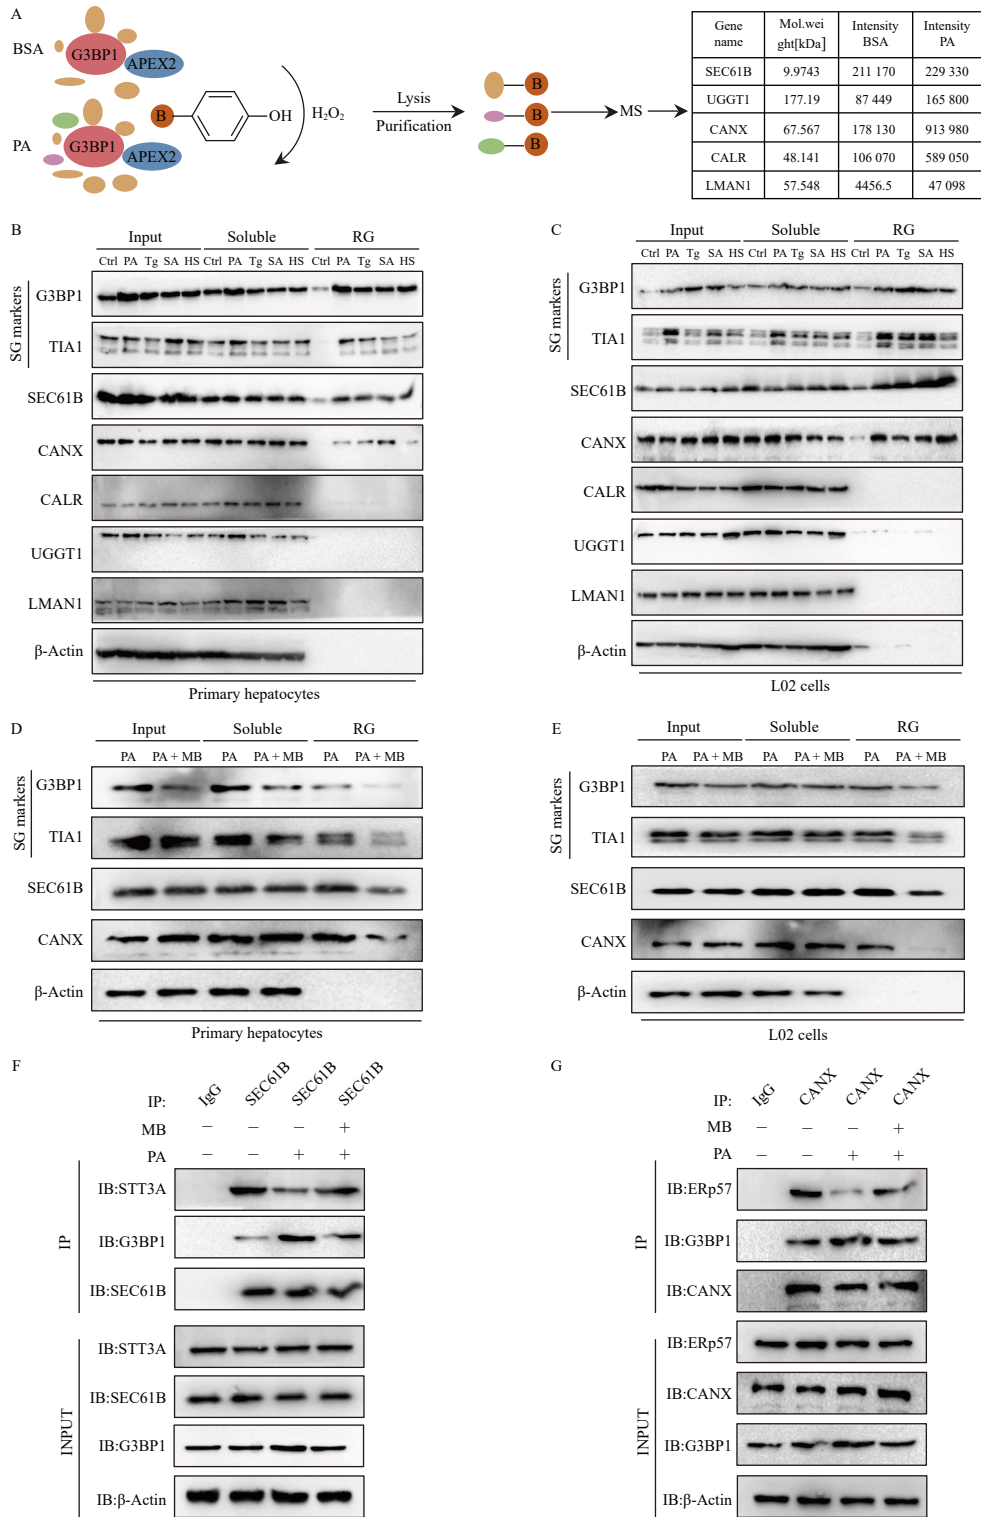 A
BSA
G3BP1
APEX2
PA
G3BP1
APEX2
B
OH
H₂O₂
Lysis
Purification
B
B
B
MS
Gene name	Mol.wei ght[kDa]	Intensity BSA	Intensity PA
SEC61B	9.9743	211 170	229 330
UGGT1	177.19	87 449	165 800
CANX	67.567	178 130	913 980
CALR	48.141	106 070	589 050
LMAN1	57.548	4456.5	47 098
B
Input	Soluble	RG
Ctrl PA Tg SA HS Ctrl PA Tg SA HS Ctrl PA Tg SA HS
SG markers
G3BP1
TIA1
SEC61B
CANX
CALR
UGGT1
LMAN1
β-Actin
Primary hepatocytes
C
Input	Soluble	RG
Ctrl PA Tg SA HS Ctrl PA Tg SA HS Ctrl PA Tg SA HS
SG markers
G3BP1
TIA1
SEC61B
CANX
CALR
UGGT1
LMAN1
β-Actin
L02 cells
D
Input	Soluble	RG
PA PA + MB PA PA + MB PA PA + MB
SG markers
G3BP1
TIA1
SEC61B
CANX
β-Actin
Primary hepatocytes
E
Input	Soluble	RG
PA PA + MB PA PA + MB PA PA + MB
SG markers
G3BP1
TIA1
SEC61B
CANX
β-Actin
L02 cells
F
IP: IgG SEC61B SEC61B SEC61B
MB − − − +
PA − − + +
IP
IB:STT3A
IB:G3BP1
IB:SEC61B
INPUT
IB:STT3A
IB:SEC61B
IB:G3BP1
IB:β-Actin
G
IP: IgG CANX CANX CANX
MB − − − +
PA − − + +
IP
IB:ERp57
IB:G3BP1
IB:CANX
INPUT
IB:ERp57
IB:CANX
IB:G3BP1
IB:β-Actin